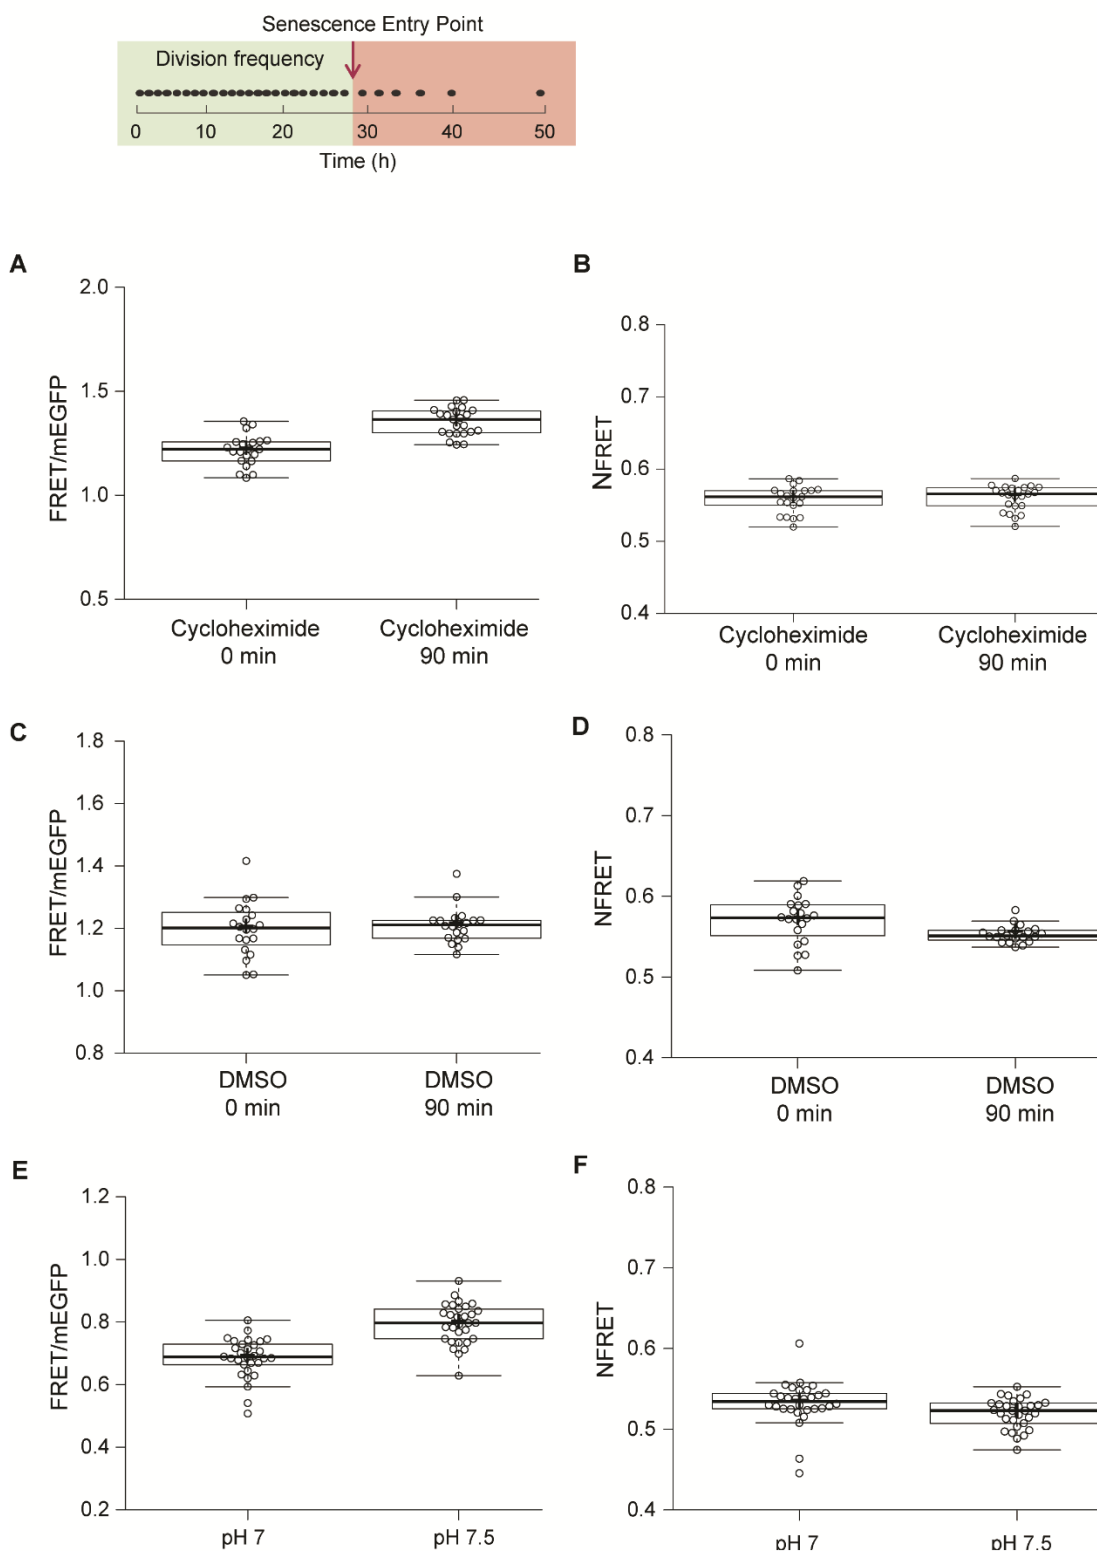 Senescence Entry Point
Division frequency
0 10 20 30 40 50
Time (h)
A
2.0
1.5
1.0
0.5
FRET/mEGFP
Cycloheximide Cycloheximide
0 min 90 min
B
0.8
0.7
0.6
0.5
0.4
NFRET
Cycloheximide Cycloheximide
0 min 90 min
C
1.8
1.6
1.4
1.2
1.0
0.8
FRET/mEGFP
DMSO DMSO
0 min 90 min
D
0.8
0.7
0.6
0.5
0.4
NFRET
DMSO DMSO
0 min 90 min
E
1.2
1.0
0.8
0.6
0.4
0.2
FRET/mEGFP
pH 7 pH 7.5
F
0.8
0.7
0.6
0.5
0.4
NFRET
pH 7 pH 7.5